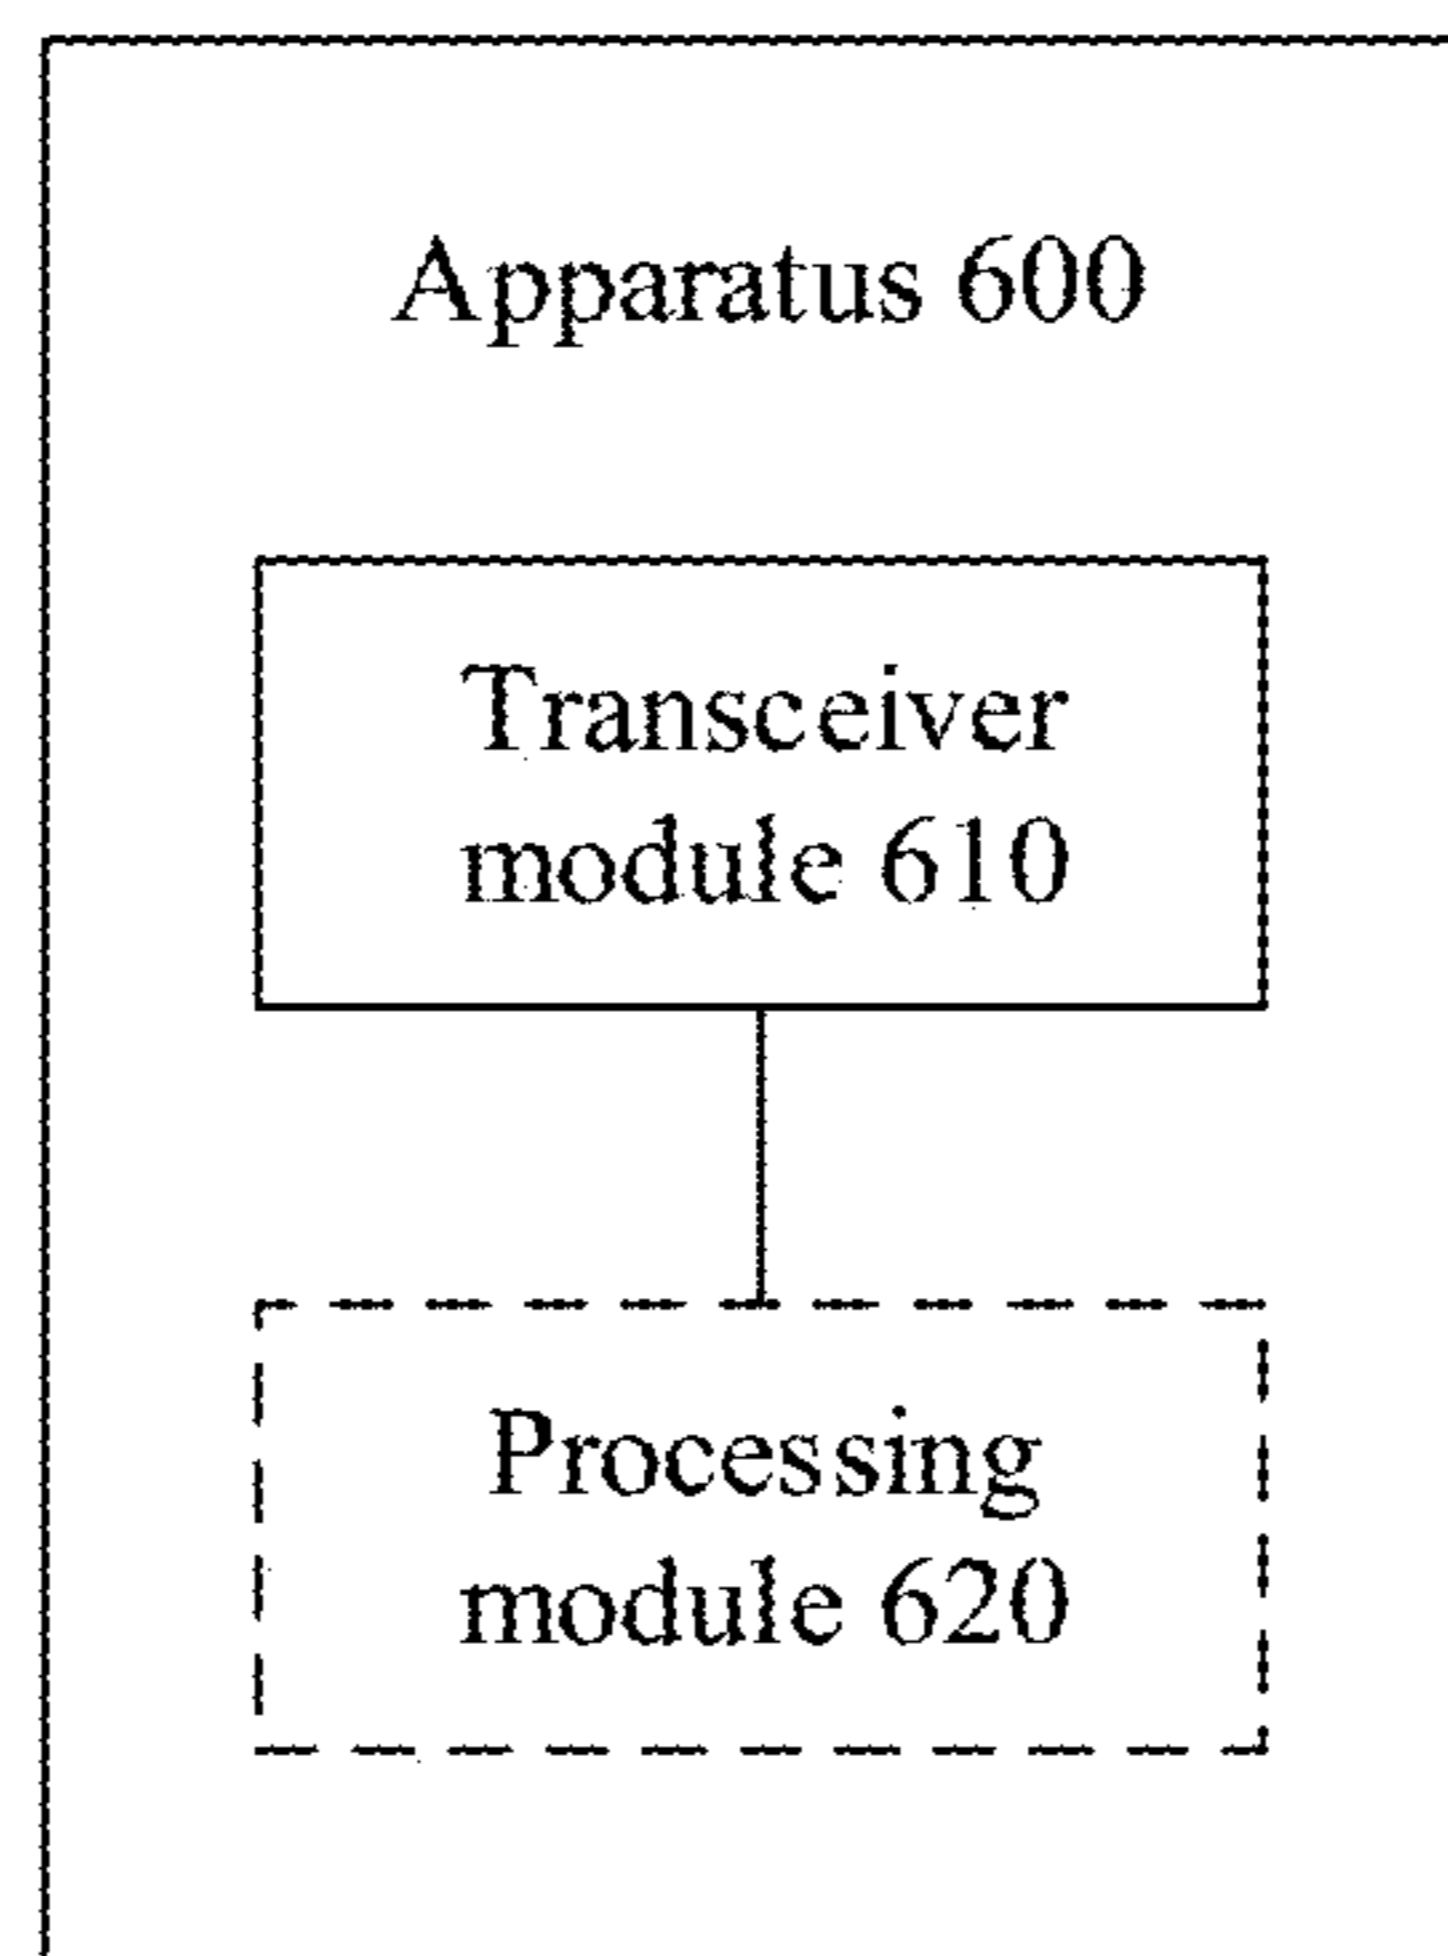 Apparatus 600
Transceiver
module 610
Processing
module 620